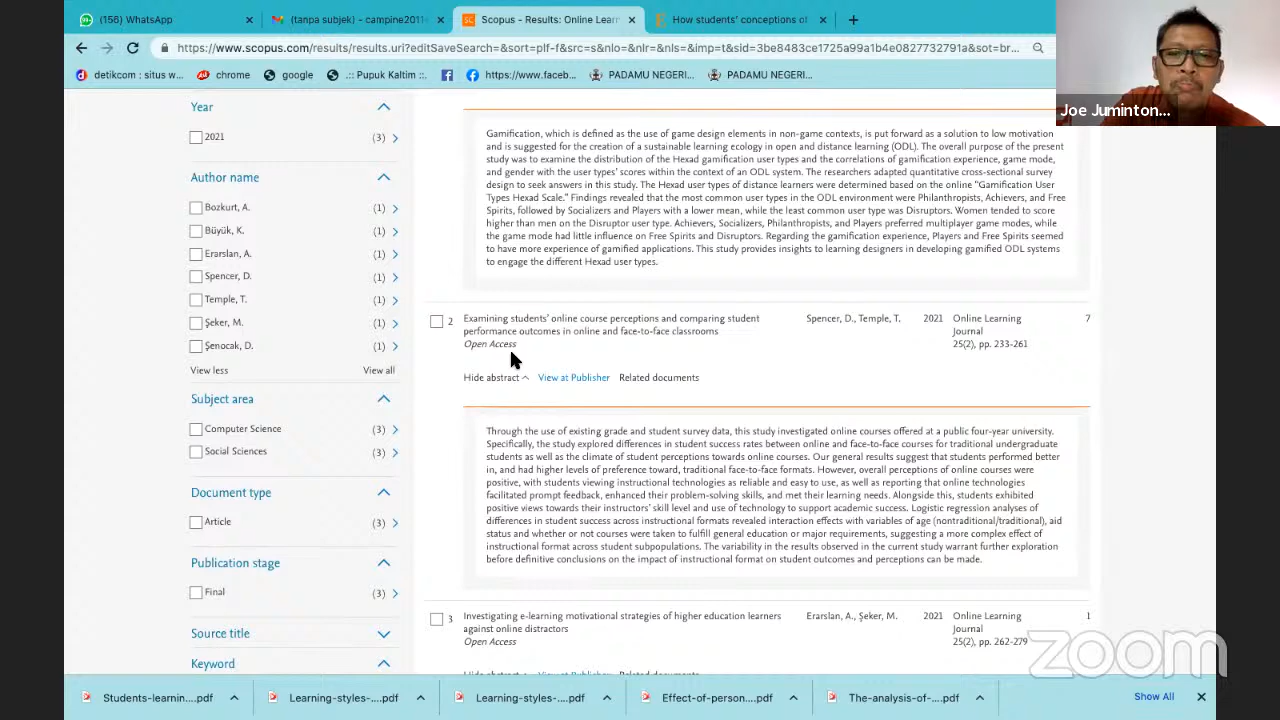 (156) WhatsApp
(tanpa subjek) - campine2011
Scopus - Results: Online Lear
How students' conceptions of
https://www.scopus.com/results/results.uri?editSaveSearch=&sort=plf-f&src=s&nlo=&nlr=&nls=&imp=t&sid=3be8483ce1725a99a1b4e0827732791a&sot=br...
detikcom : situs w...
chrome
google
.:: Pupuk Kaltim ::.
https://www.faceb...
PADAMU NEGERI...
PADAMU NEGERI...
Joe Juminton...
Year
2021 (3)
Author name
Bozkurt, A. (1)
Büyük, K. (1)
Erarslan, A. (1)
Spencer, D. (1)
Temple, T. (1)
Şeker, M. (1)
Şenocak, D. (1)
View less View all
Subject area
Computer Science (3)
Social Sciences (3)
Document type
Article (3)
Publication stage
Final (3)
Source title
Keyword
Gamification, which is defined as the use of game design elements in non-game contexts, is put forward as a solution to low motivation
and is suggested for the creation of a sustainable learning ecology in open and distance learning (ODL). The overall purpose of the present
study was to examine the distribution of the Hexad gamification user types and the correlations of gamification experience, game mode,
and gender with the user types' scores within the context of an ODL system. The researchers adapted quantitative cross-sectional survey
design to seek answers in this study. The Hexad user types of distance learners were determined based on the online "Gamification User
Types Hexad Scale." Findings revealed that the most common user types in the ODL environment were Philanthropists, Achievers, and Free
Spirits, followed by Socializers and Players with a lower mean, while the least common user type was Disruptors. Women tended to score
higher than men on the Disruptor user type. Achievers, Socializers, Philanthropists, and Players preferred multiplayer game modes, while
the game mode had little influence on Free Spirits and Disruptors. Regarding the gamification experience, Players and Free Spirits seemed
to have more experience of gamified applications. This study provides insights to learning designers in developing gamified ODL systems
to engage the different Hexad user types.
2 Examining students' online course perceptions and comparing student Spencer, D., Temple, T. 2021 Online Learning 7
performance outcomes in online and face-to-face classrooms Journal
Open Access 25(2), pp. 233-261
Hide abstract View at Publisher Related documents
Through the use of existing grade and student survey data, this study investigated online courses offered at a public four-year university.
Specifically, the study explored differences in student success rates between online and face-to-face courses for traditional undergraduate
students as well as the climate of student perceptions towards online courses. Our general results suggest that students performed better
in, and had higher levels of preference toward, traditional face-to-face formats. However, overall perceptions of online courses were
positive, with students viewing instructional technologies as reliable and easy to use, as well as reporting that online technologies
facilitated prompt feedback, enhanced their problem-solving skills, and met their learning needs. Alongside this, students exhibited
positive views towards their instructors' skill level and use of technology to support academic success. Logistic regression analyses of
differences in student success across instructional formats revealed interaction effects with variables of age (nontraditional/traditional), aid
status and whether or not courses were taken to fulfill general education or major requirements, suggesting a more complex effect of
instructional format across student subpopulations. The variability in the results observed in the current study warrant further exploration
before definitive conclusions on the impact of instructional format on student outcomes and perceptions can be made.
3 Investigating e-learning motivational strategies of higher education learners Erarslan, A., Şeker, M. 2021 Online Learning 1
against online distractors Journal
Open Access 25(2), pp. 262-279
Hide abstract View at Publisher Related documents
zoom
Students-learnin....pdf
Learning-styles-....pdf
Learning-styles-....pdf
Effect-of-person....pdf
The-analysis-of-....pdf
Show All